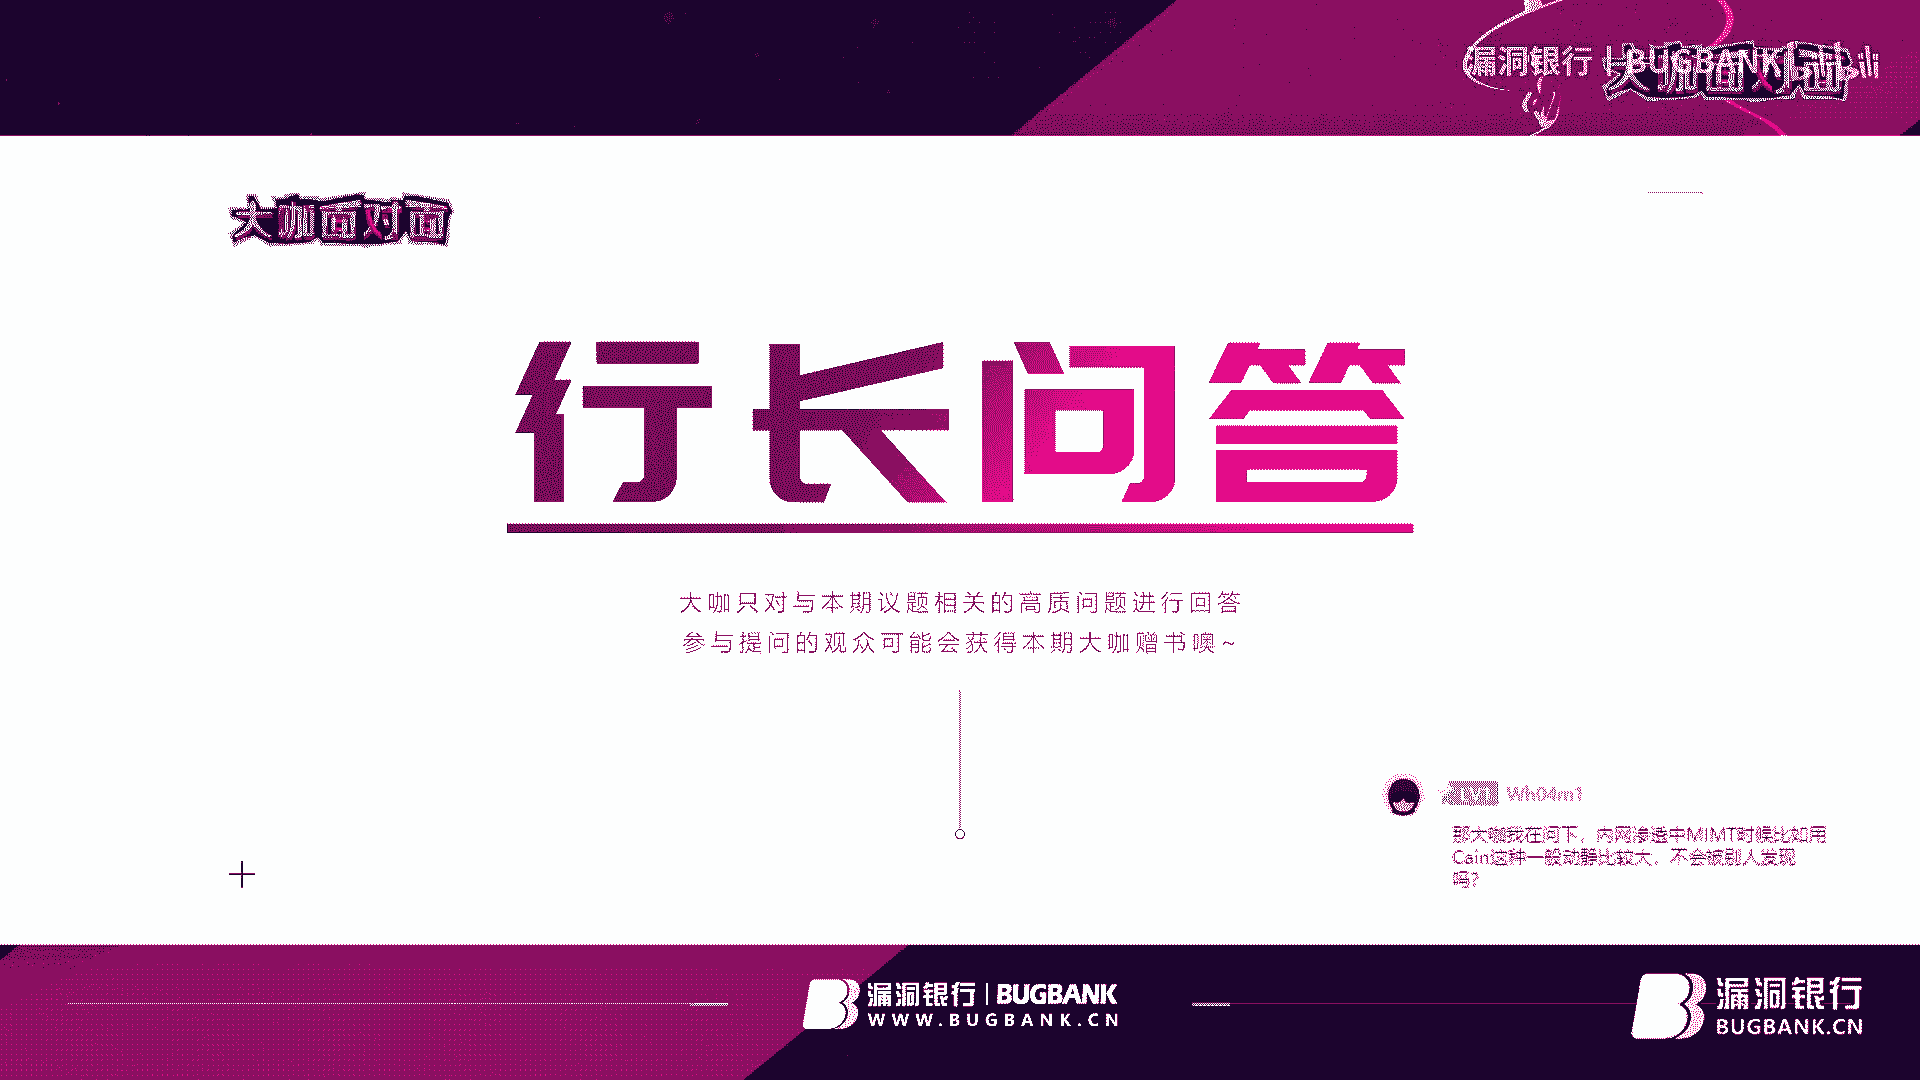 漏洞银行 | BUGBANK
大咖面对面
大咖面对面
行长问答
大咖只对与本期议题相关的高质问题进行回答
参与提问的观众可能会获得本期大咖赠书噢~
Wh04m1
那大咖我在问下，内网渗透中MIMT时候比如用
Cain这种一般动静比较大，不会被别人发现
吗？
漏洞银行 | BUGBANK
WWW.BUGBANK.CN
漏洞银行
BUGBANK.CN